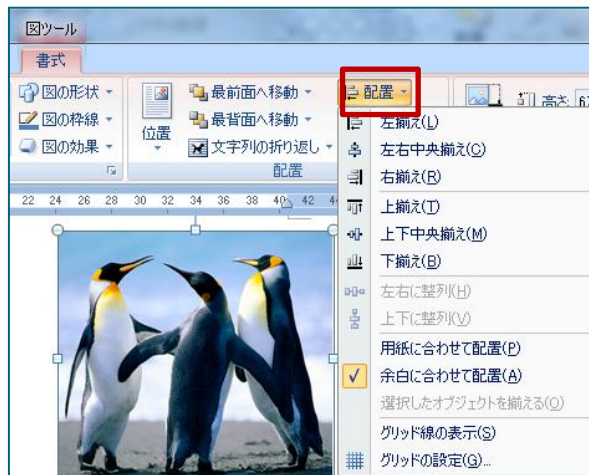 図ツール
書式
図の形状
最前面へ移動
配置
図の枠線
位置
最背面へ移動
高さ: 6
図の効果
文字列の折り返し
配置
22 24 26 28 30 32 34 36 38 40 42 4
左揃え(L)
左右中央揃え(C)
右揃え(R)
上揃え(T)
上下中央揃え(M)
下揃え(B)
左右に整列(H)
上下に整列(V)
用紙に合わせて配置(P)
余白に合わせて配置(A)
選択したオブジェクトを揃える(O)
グリッド線の表示(S)
グリッドの設定(G)...